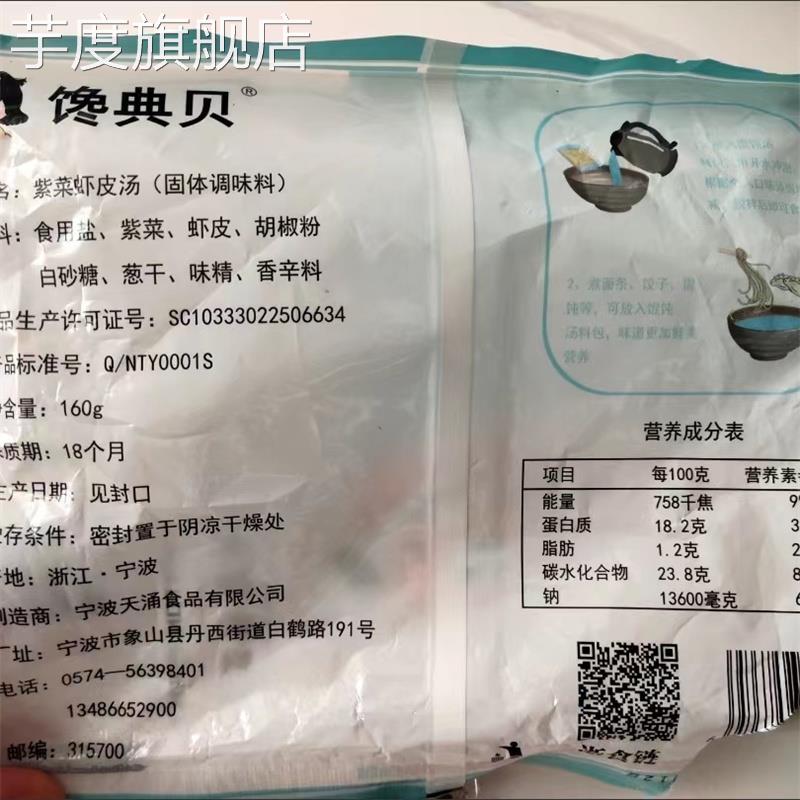 芋度旗舰店
馋典贝®
名：紫菜虾皮汤（固体调味料）
料：食用盐、紫菜、虾皮、胡椒粉
白砂糖、葱干、味精、香辛料
品生产许可证号：SC10333022506634
产品标准号：Q/NTY0001S
净含量：160g
保质期：18个月
生产日期：见封口
贮存条件：密封置于阴凉干燥处
产地：浙江·宁波
制造商：宁波天涌食品有限公司
厂址：宁波市象山县丹西街道白鹤路191号
电话：0574—56398401
13486652900
邮编：315700
2、煮面条、饺子、馄
饨等，可放入馄饨
汤料包，味道更加鲜美
营养
营养成分表
项目 每100克 营养素
能量 758千焦 9
蛋白质 18.2克 3
脂肪 1.2克 2
碳水化合物 23.8克 8
钠 13600毫克 6